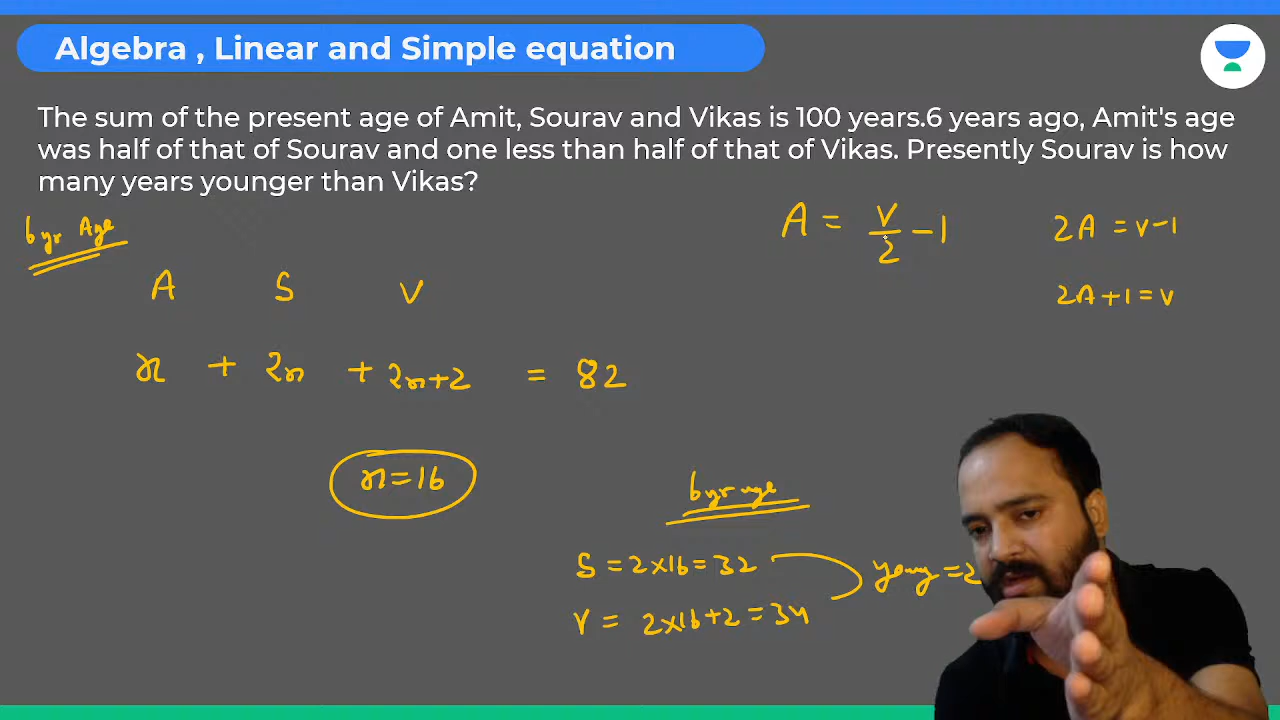 Algebra , Linear and Simple equation
The sum of the present age of Amit, Sourav and Vikas is 100 years.6 years ago, Amit's age
was half of that of Sourav and one less than half of that of Vikas. Presently Sourav is how
many years younger than Vikas?
6yr Age
A = v/2 - 1
2A = v-1
2A+1 = v
A S V
x + 2x + 2x+2 = 82
x=16
6yr age
S = 2x16 = 32
young = 2
V = 2x16+2 = 34